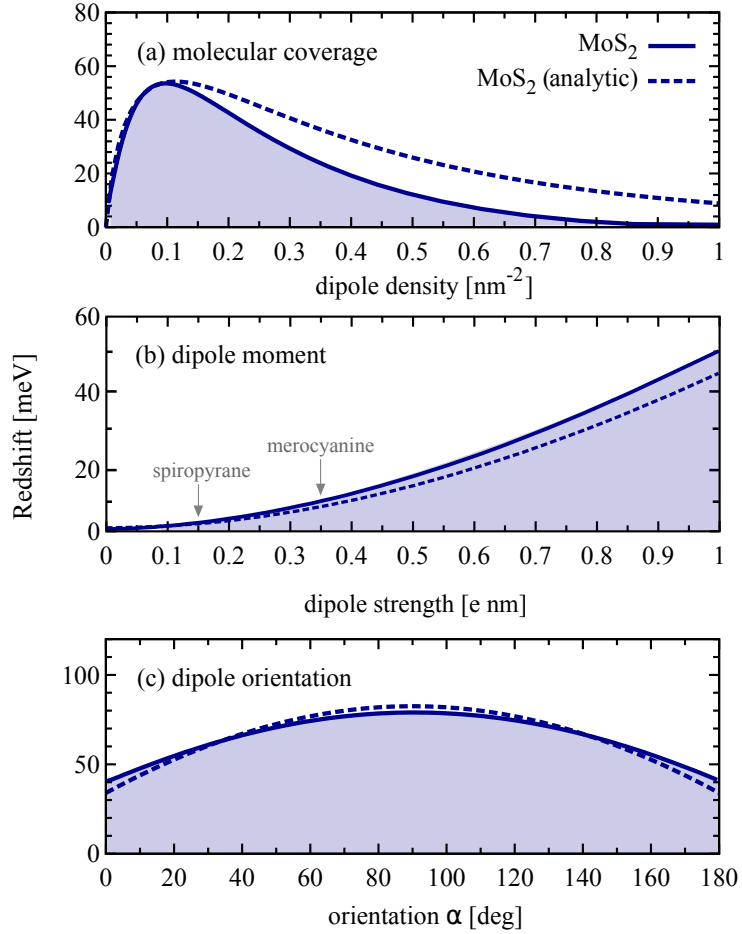 80
60
40
20
0
(a) molecular coverage
MoS2
MoS2 (analytic)
0 0.1 0.2 0.3 0.4 0.5 0.6 0.7 0.8 0.9 1
dipole density [nm-2]
Redshift [meV]
60
40
20
0
(b) dipole moment
merocyanine
spiropyrane
0 0.1 0.2 0.3 0.4 0.5 0.6 0.7 0.8 0.9 1
dipole strength [e nm]
100
50
0
(c) dipole orientation
0 20 40 60 80 100 120 140 160 180
orientation α [deg]